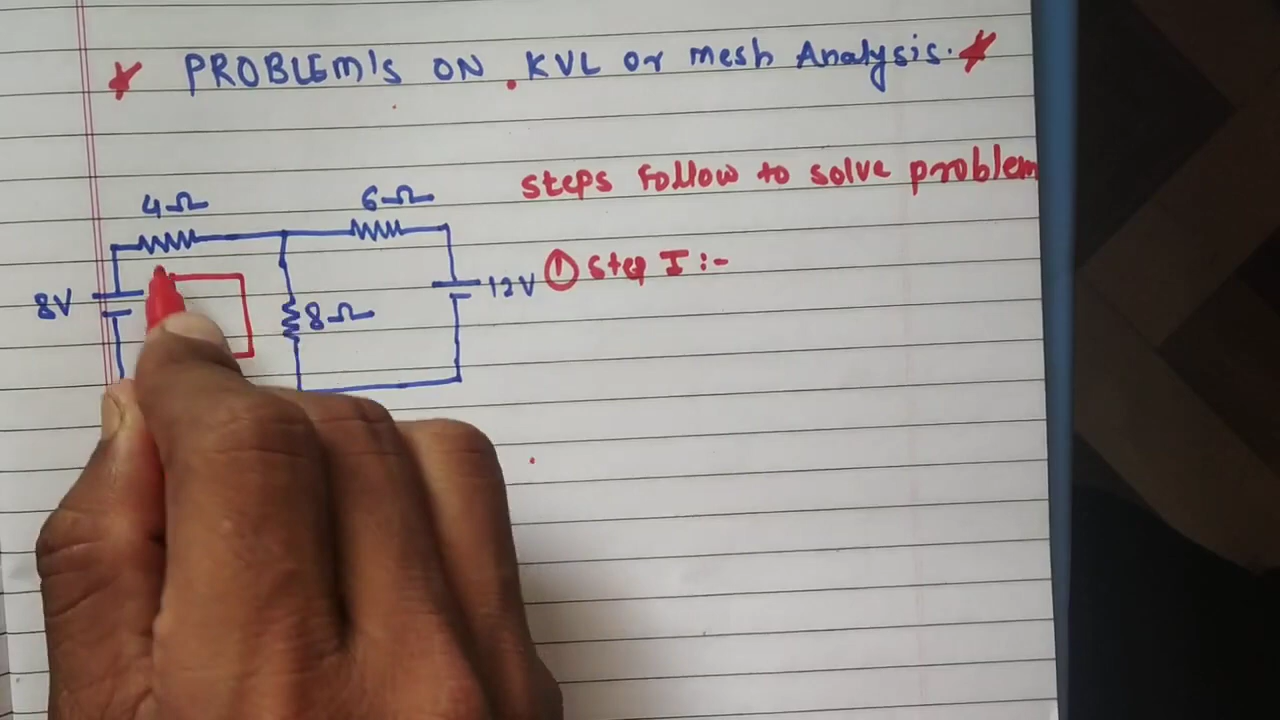 * PROBLEM's ON KVL or mesh Analysis. *
steps follow to solve problem
4Ω
6Ω
8V
8Ω
12V
① Step I :-